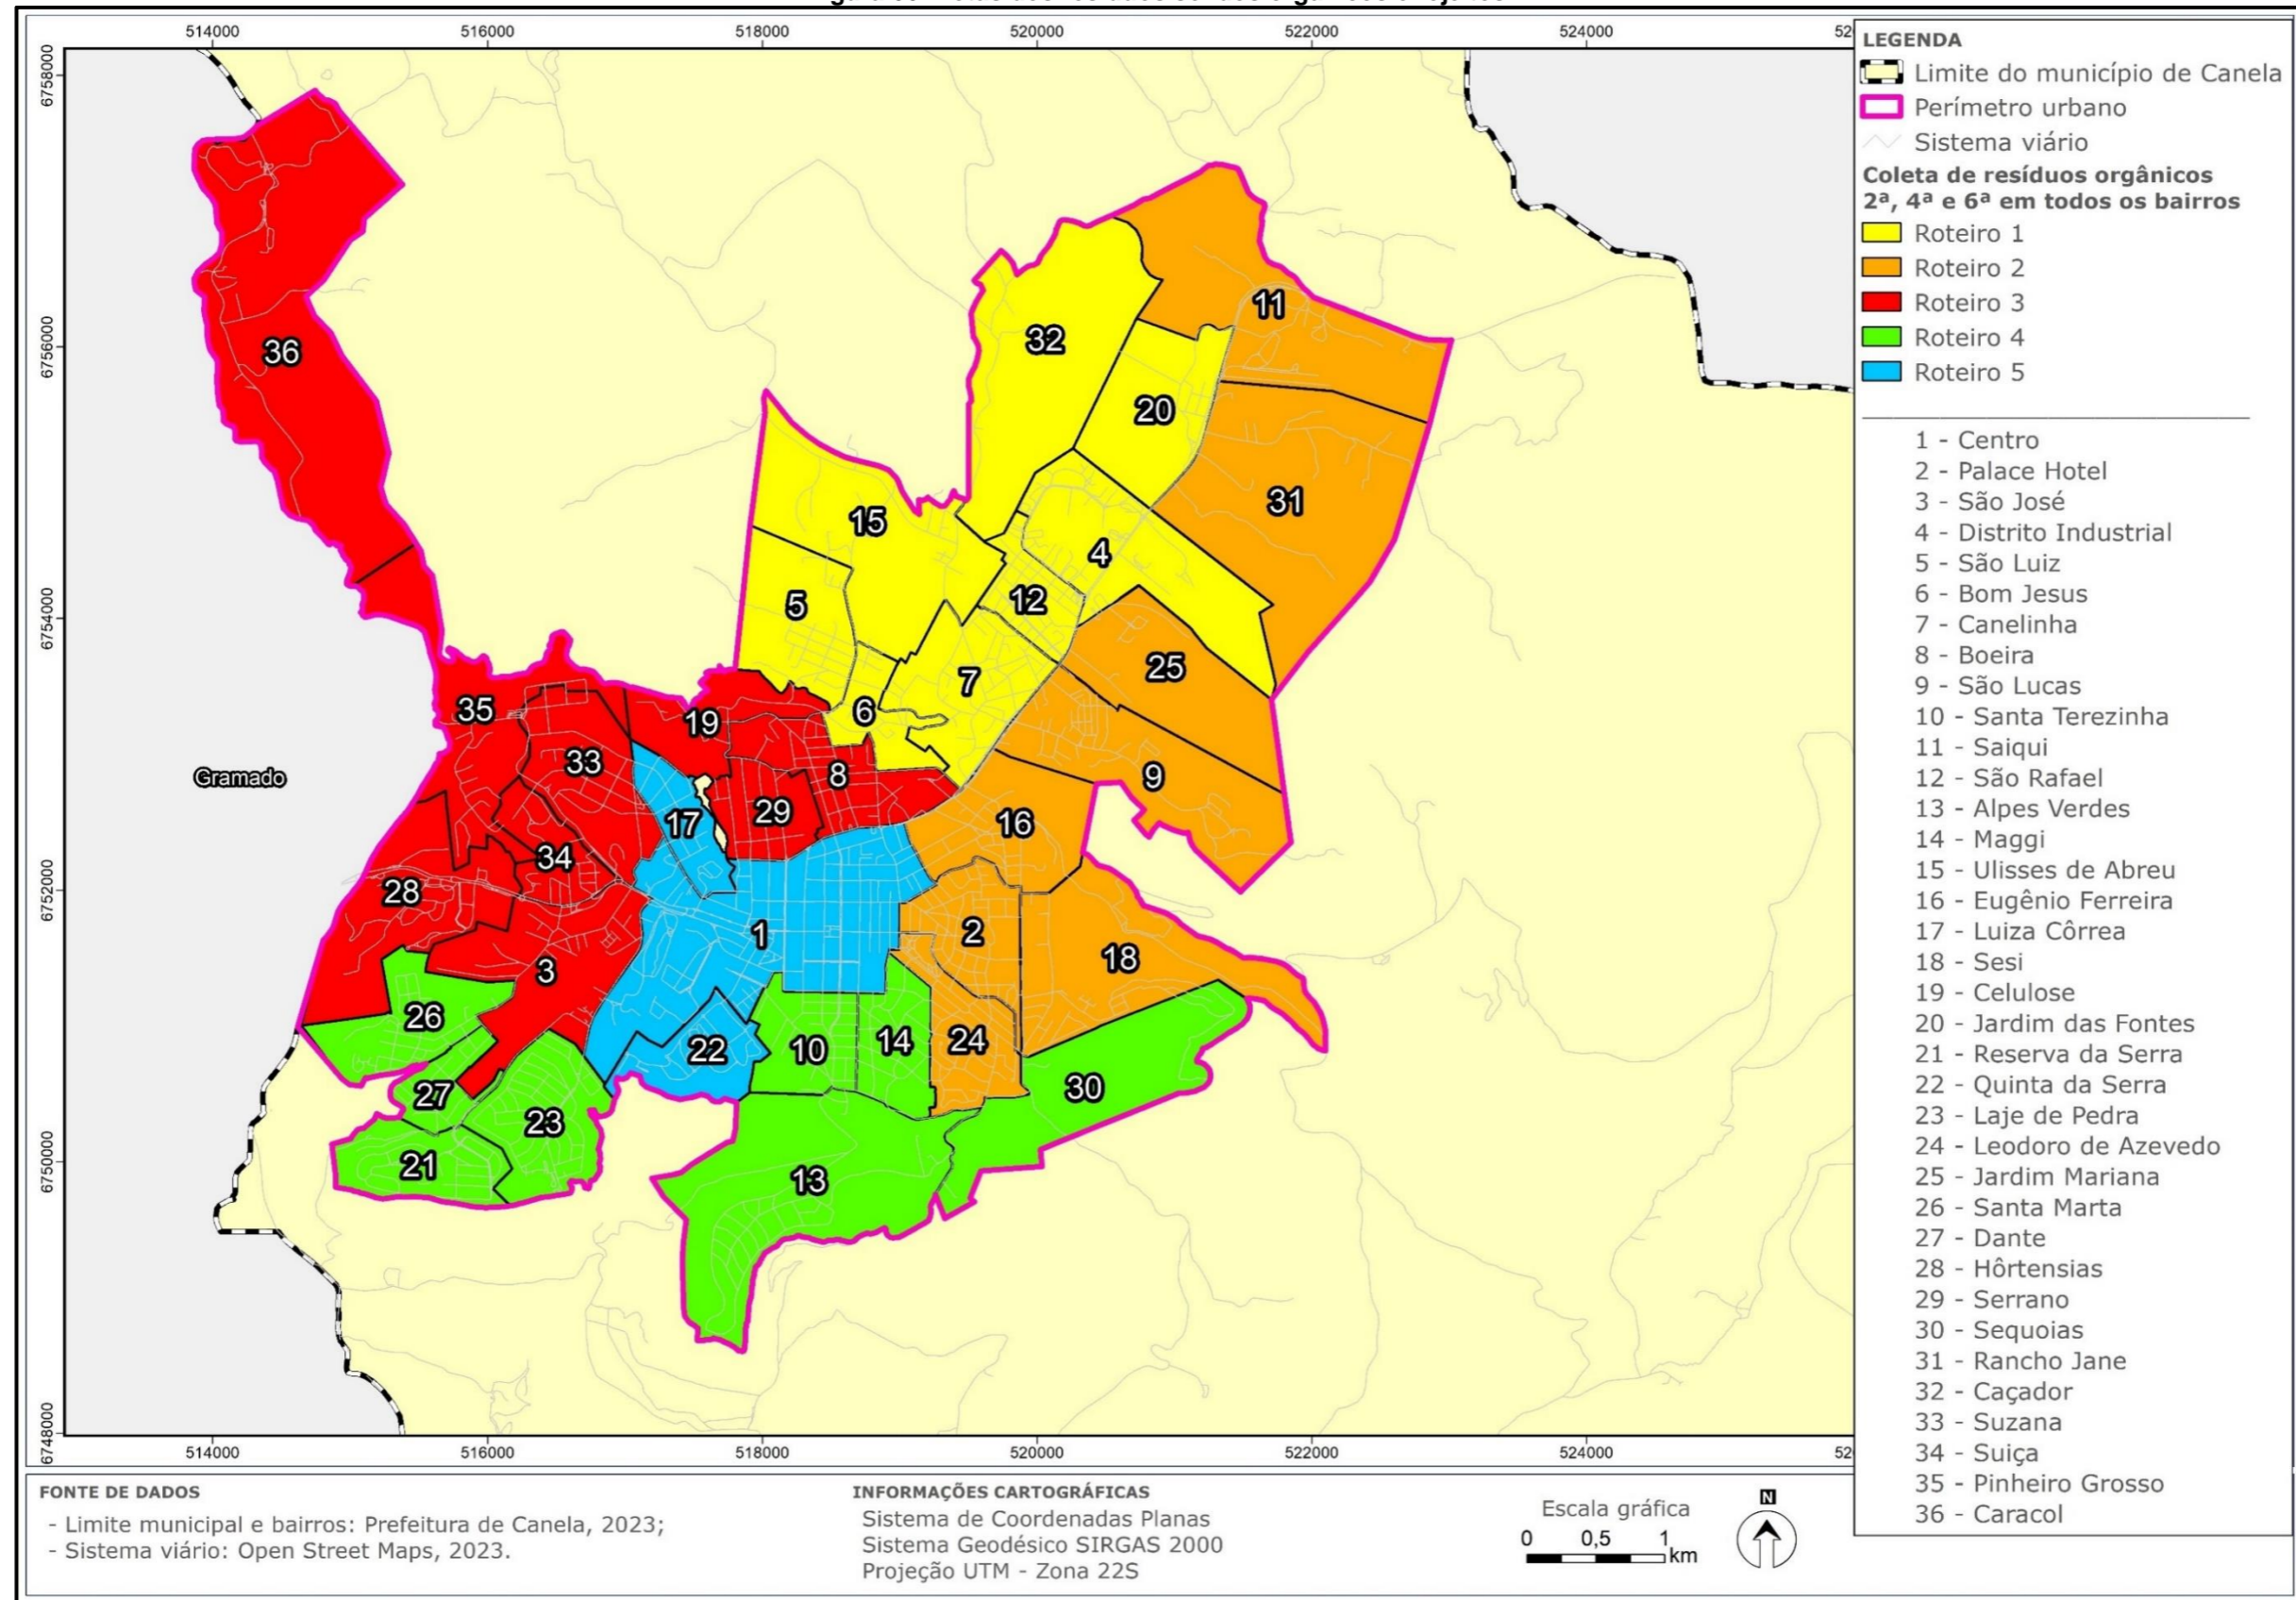 514000 516000 518000 520000 522000 524000 52
6758000
6756000
6754000
6752000
6750000
6748000
36
32
11
20
31
15
4
5
12
25
7
6
35
19
33
8
9
Gramado
29
16
17
34
28
1
2
18
3
26
22
10
14
24
30
27
23
21
13
514000 516000 518000 520000 522000 524000 52
LEGENDA
Limite do município de Canela
Perímetro urbano
Sistema viário
Coleta de resíduos orgânicos
2ª, 4ª e 6ª em todos os bairros
Roteiro 1
Roteiro 2
Roteiro 3
Roteiro 4
Roteiro 5
1 - Centro
2 - Palace Hotel
3 - São José
4 - Distrito Industrial
5 - São Luiz
6 - Bom Jesus
7 - Canelinha
8 - Boeira
9 - São Lucas
10 - Santa Terezinha
11 - Saiqui
12 - São Rafael
13 - Alpes Verdes
14 - Maggi
15 - Ulisses de Abreu
16 - Eugênio Ferreira
17 - Luiza Côrrea
18 - Sesi
19 - Celulose
20 - Jardim das Fontes
21 - Reserva da Serra
22 - Quinta da Serra
23 - Laje de Pedra
24 - Leodoro de Azevedo
25 - Jardim Mariana
26 - Santa Marta
27 - Dante
28 - Hôrtensias
29 - Serrano
30 - Sequoias
31 - Rancho Jane
32 - Caçador
33 - Suzana
34 - Suiça
35 - Pinheiro Grosso
36 - Caracol
FONTE DE DADOS
- Limite municipal e bairros: Prefeitura de Canela, 2023;
- Sistema viário: Open Street Maps, 2023.
INFORMAÇÕES CARTOGRÁFICAS
Sistema de Coordenadas Planas
Sistema Geodésico SIRGAS 2000
Projeção UTM - Zona 22S
Escala gráfica
0 0,5 1
km
N